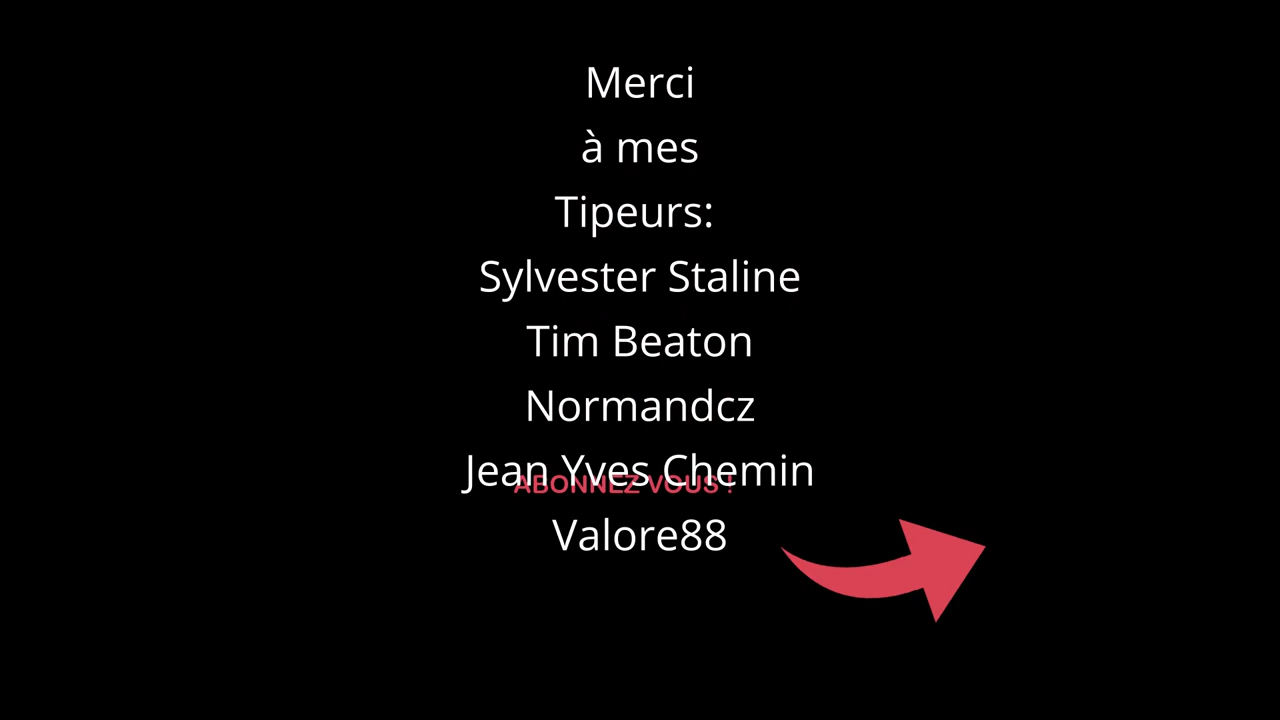 Merci
à mes
Tipeurs:
Sylvester Staline
Tim Beaton
Normandcz
Jean Yves Chemin
ABONNEZ VOUS !
Valore88